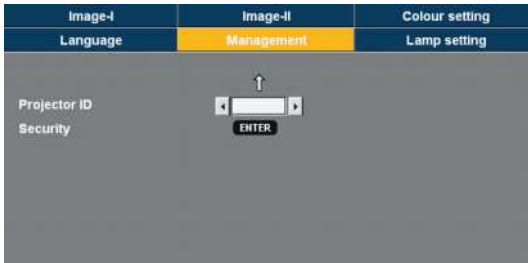 Image-I Image-II Colour setting
Language Management Lamp setting
Projector ID
Security ENTER